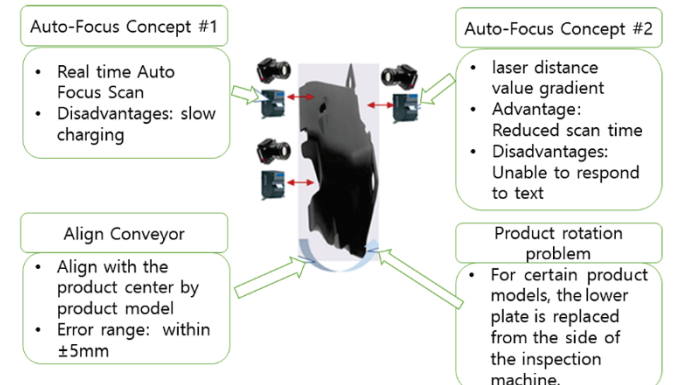 Auto-Focus Concept #1
• Real time Auto
Focus Scan
• Disadvantages: slow
charging
Auto-Focus Concept #2
• laser distance
value gradient
• Advantage:
Reduced scan time
• Disadvantages:
Unable to respond
to text
Align Conveyor
• Align with the
product center by
product model
• Error range: within
±5mm
Product rotation
problem
• For certain product
models, the lower
plate is replaced
from the side of
the inspection
machine.